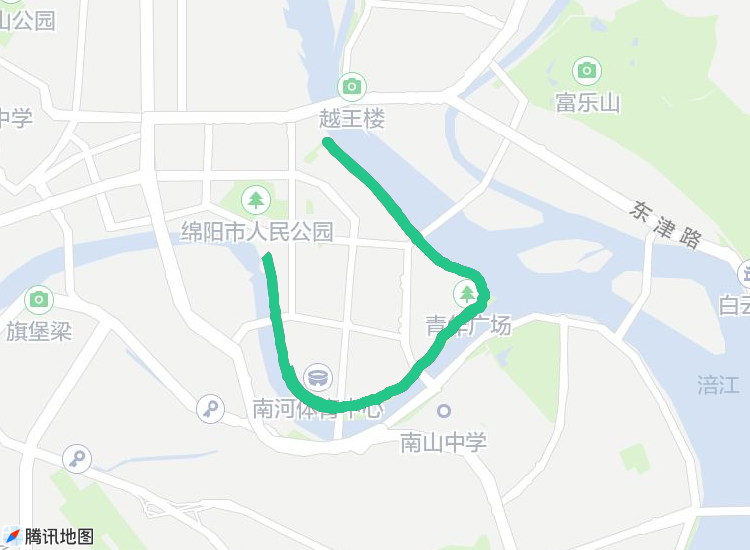 山公园
富乐山
中学
越王楼
东津路
绵阳市人民公园
白云
旗堡梁
青年广场
涪江
南河体育中心
南山中学
腾讯地图